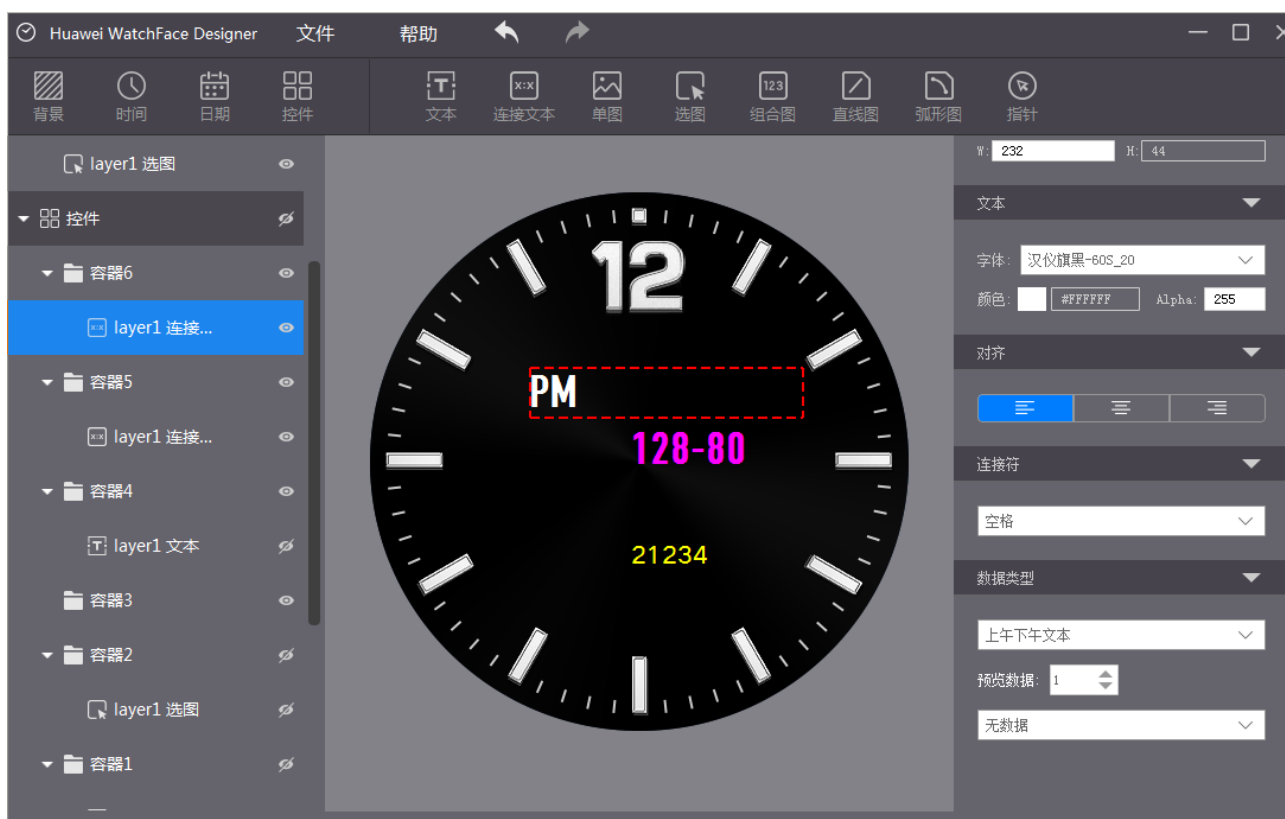 Huawei WatchFace Designer 文件 帮助
背景 时间 日期 控件 文本 连接文本 单图 选图 组合图 直线图 弧形图 指针
layer1 选图
控件
容器6
layer1 连接...
容器5
layer1 连接...
容器4
layer1 文本
容器3
容器2
layer1 选图
容器1
12
PM
128-80
21234
W: 232 H: 44
文本
字体: 汉仪旗黑-60S_20
颜色: #FFFFFF Alpha: 255
对齐
连接符
空格
数据类型
上午下午文本
预览数据: 1
无数据